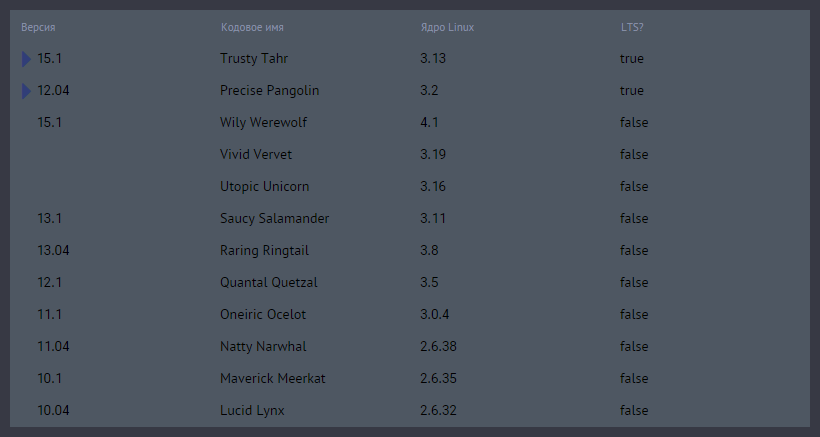 Версия Кодовое имя Ядро Linux LTS?
15.1 Trusty Tahr 3.13 true
12.04 Precise Pangolin 3.2 true
15.1 Wily Werewolf 4.1 false
Vivid Vervet 3.19 false
Utopic Unicorn 3.16 false
13.1 Saucy Salamander 3.11 false
13.04 Raring Ringtail 3.8 false
12.1 Quantal Quetzal 3.5 false
11.1 Oneiric Ocelot 3.0.4 false
11.04 Natty Narwhal 2.6.38 false
10.1 Maverick Meerkat 2.6.35 false
10.04 Lucid Lynx 2.6.32 false